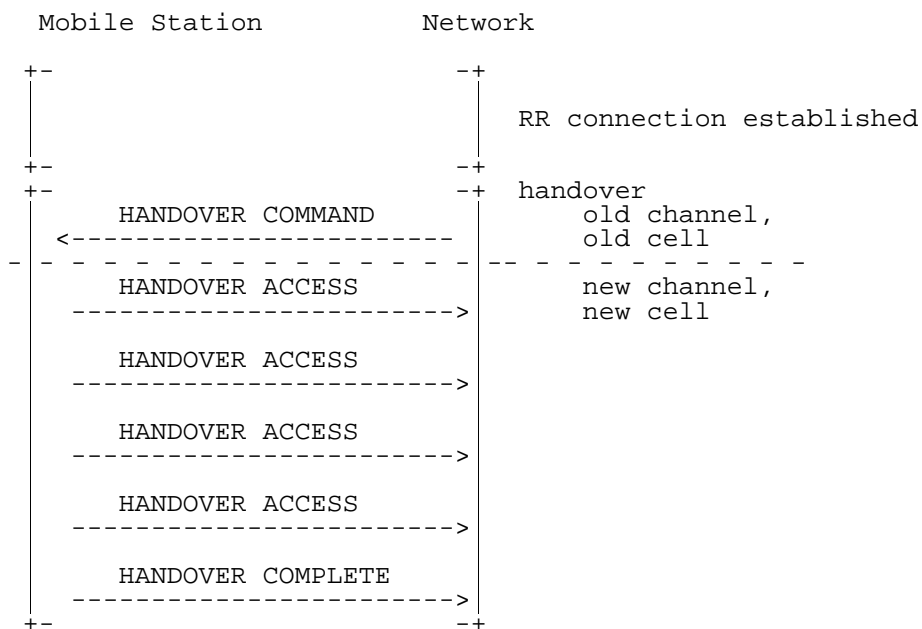 Mobile Station Network
RR connection established
handover
HANDOVER COMMAND old channel,
old cell
HANDOVER ACCESS new channel,
new cell
HANDOVER ACCESS
HANDOVER ACCESS
HANDOVER ACCESS
HANDOVER COMPLETE